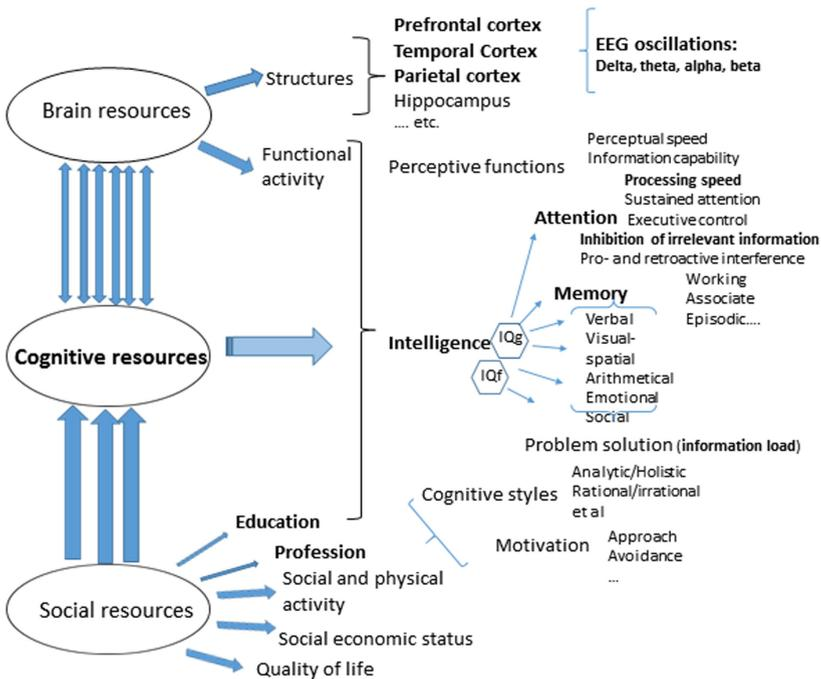 Prefrontal cortex
Temporal Cortex
Parietal cortex
Hippocampus
.... etc.
EEG oscillations:
Delta, theta, alpha, beta
Structures
Brain resources
Functional
activity
Perceptive functions
Perceptual speed
Information capability
Processing speed
Sustained attention
Attention
Executive control
Inhibition of irrelevant information
Pro- and retroactive interference
Memory
Working
Associate
Episodic....
Cognitive resources
Intelligence
IQg
IQf
Verbal
Visual-
spatial
Arithmetical
Emotional
Social
Problem solution (information load)
Cognitive styles
Analytic/Holistic
Rational/irrational
et al
Motivation
Approach
Avoidance
...
Education
Profession
Social and physical
activity
Social resources
Social economic status
Quality of life